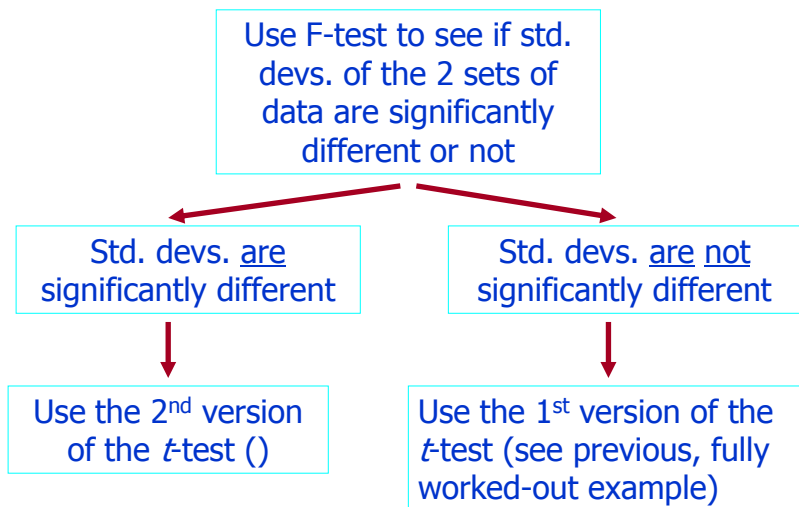 Use F-test to see if std.
devs. of the 2 sets of
data are significantly
different or not
Std. devs. are
significantly different
Std. devs. are not
significantly different
Use the 2nd version
of the t-test ()
Use the 1st version of the
t-test (see previous, fully
worked-out example)